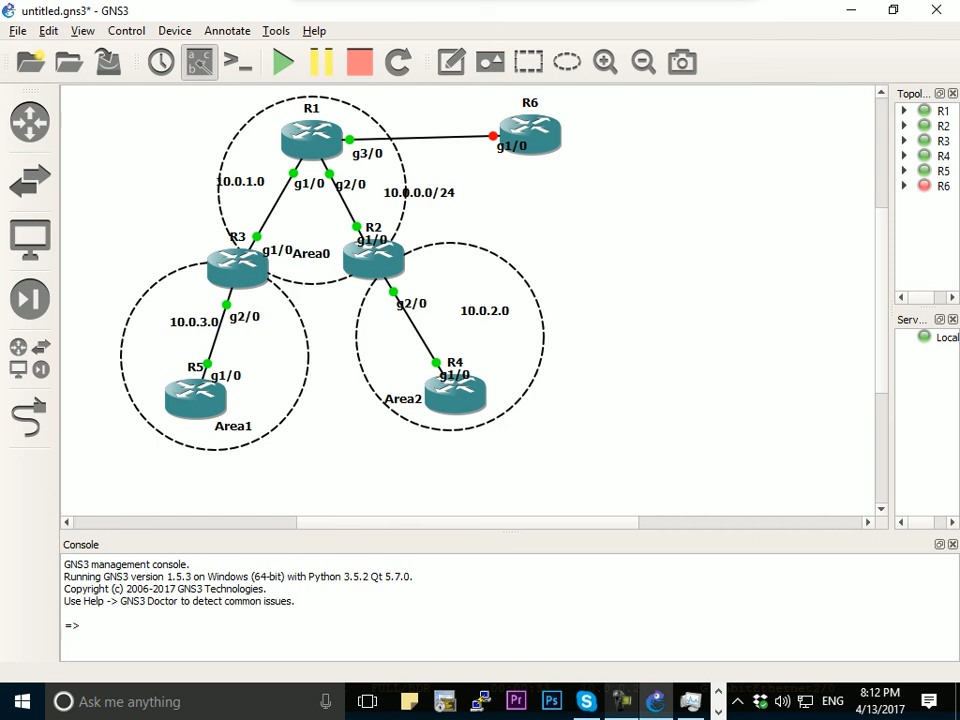 untitled.gns3* - GNS3
File Edit View Control Device Annotate Tools Help
R1
R6
g3/0
g1/0
10.0.1.0
g1/0
g2/0
10.0.0.0/24
R3
R2
g1/0
g1/0
Area0
10.0.3.0
g2/0
g2/0
10.0.2.0
R5
g1/0
R4
g1/0
Area2
Area1
Topol...
R1
R2
R3
R4
R5
R6
Serv...
Local
Console
GNS3 management console.
Running GNS3 version 1.5.3 on Windows (64-bit) with Python 3.5.2 Qt 5.7.0.
Copyright (c) 2006-2017 GNS3 Technologies.
Use Help -> GNS3 Doctor to detect common issues.
=>
Ask me anything
Pr
Ps
ENG
8:12 PM
4/13/2017